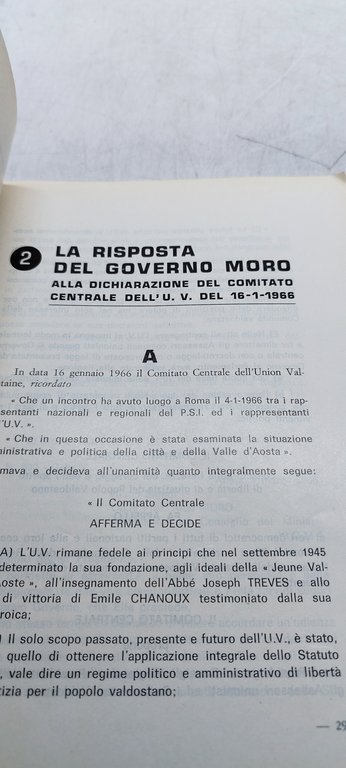 2 LA RISPOSTA
DEL GOVERNO MORO
ALLA DICHIARAZIONE DEL COMITATO
CENTRALE DELL'U. V. DEL 16-1-1966
A
In data 16 gennaio 1966 il Comitato Centrale dell'Union Val-
taine, ricordato
« Che un incontro ha avuto luogo a Roma il 4-1-1966 tra i rap-
sentanti nazionali e regionali del P.S.I. ed i rappresentanti
l'U.V. ».
« Che in questa occasione è stata esaminata la situazione
ministrativa e politica della città e della Valle d'Aosta ».
mava e decideva all'unanimità quanto integralmente segue:
« Il Comitato Centrale
AFFERMA E DECIDE
A) L'U.V. rimane fedele ai principi che nel settembre 1945
determinato la sua fondazione, agli ideali della « Jeune Val-
oste », all'insegnamento dell'Abbé Joseph TREVES e allo
di vittoria di Emile CHANOUX testimoniato dalla sua
roica;
) Il solo scopo passato, presente e futuro dell'U.V., è stato,
quello di ottenere l'applicazione integrale dello Statuto
, vale dire un regime politico e amministrativo di libertà
tizia per il popolo valdostano;
— 29